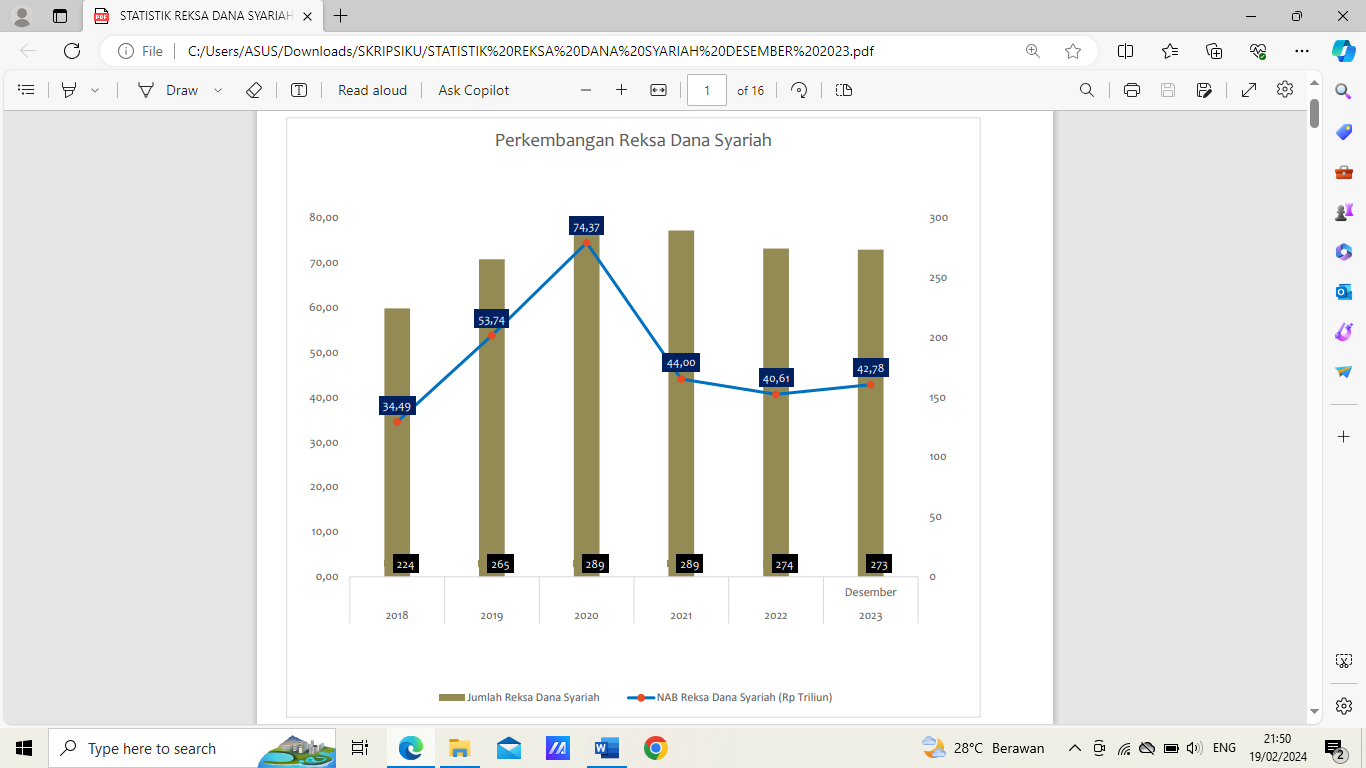 STATISTIK REKSA DANA SYARIAH
File
C:/Users/ASUS/Downloads/SKRIPSIKU/STATISTIK%20REKSA%20DANA%20SYARIAH%20DESEMBER%202023.pdf
Draw
Read aloud
Ask Copilot
1 of 16
Perkembangan Reksa Dana Syariah
80,00
70,00
60,00
50,00
40,00
30,00
20,00
10,00
0,00
34,49
53,74
74,37
44,00
40,61
42,78
224
265
289
289
274
273
300
250
200
150
100
50
0
Desember
2018 2019 2020 2021 2022 2023
Jumlah Reksa Dana Syariah
NAB Reksa Dana Syariah (Rp Triliun)
Type here to search
28°C Berawan
ENG
21:50
19/02/2024
2